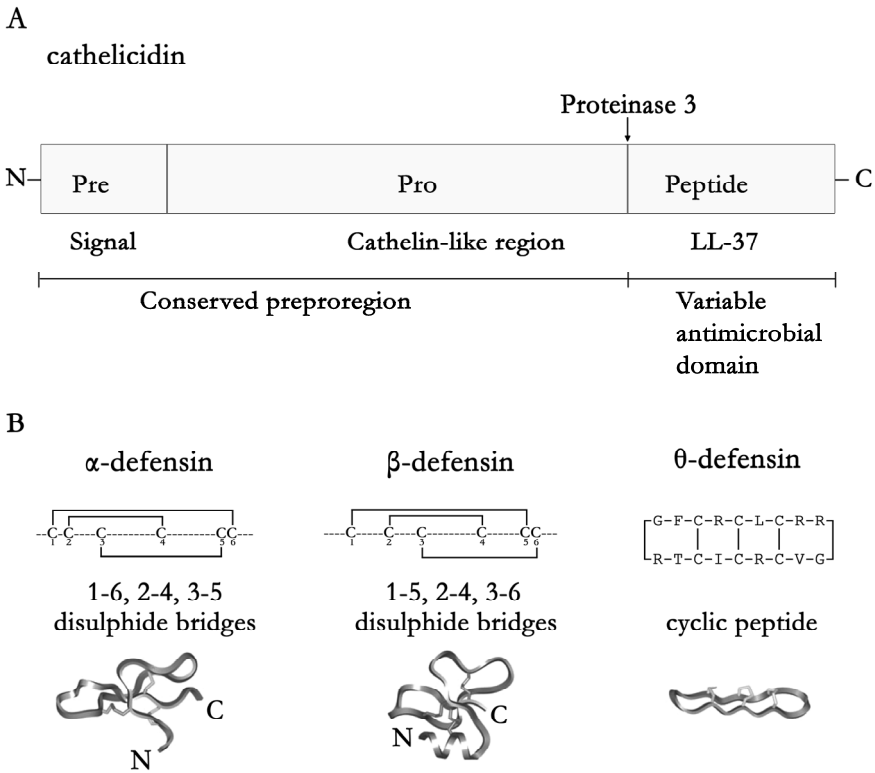 A
cathelicidin
Proteinase 3
N
Pre
Pro
Peptide
C
Signal
Cathelin-like region
LL-37
Conserved preproregion
Variable
antimicrobial
domain
B
α-defensin
β-defensin
θ-defensin
C C C C C C
1 2 3 4 5 6
C C C C C C
1 2 3 4 5 6
G-F-C-R-C-L-C-R-R
R-T-C-I-C-R-C-V-G
1-6, 2-4, 3-5
disulphide bridges
1-5, 2-4, 3-6
disulphide bridges
cyclic peptide
C
N
C
N